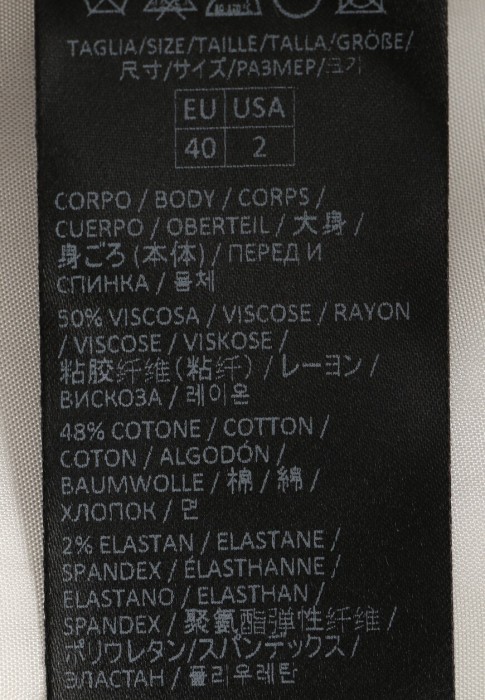 TAGLIA/SIZE/TAILLE/TALLA/GRÖßE/
尺寸/サイズ/РАЗМЕР/크기
EU USA
40 2
CORPO / BODY / CORPS /
CUERPO / OBERTEIL / 大身 /
身ごろ (本体) / ПЕРЕД И
СПИНКА / 몸체
50% VISCOSA / VISCOSE / RAYON
/ VISCOSE / VISKOSE /
粘胶纤维(粘纤) / レーヨン /
ВИСКОЗА / 레이온
48% COTONE / COTTON /
COTON / ALGODÓN /
BAUMWOLLE / 棉 / 綿 /
ХЛОПОК / 면
2% ELASTAN / ELASTANE /
SPANDEX / ÉLASTHANNE /
ELASTANO / ELASTHAN /
SPANDEX / 聚氨酯弹性纤维 /
ポリウレタン/スパンデックス /
ЭЛАСТАН / 폴리우레탄